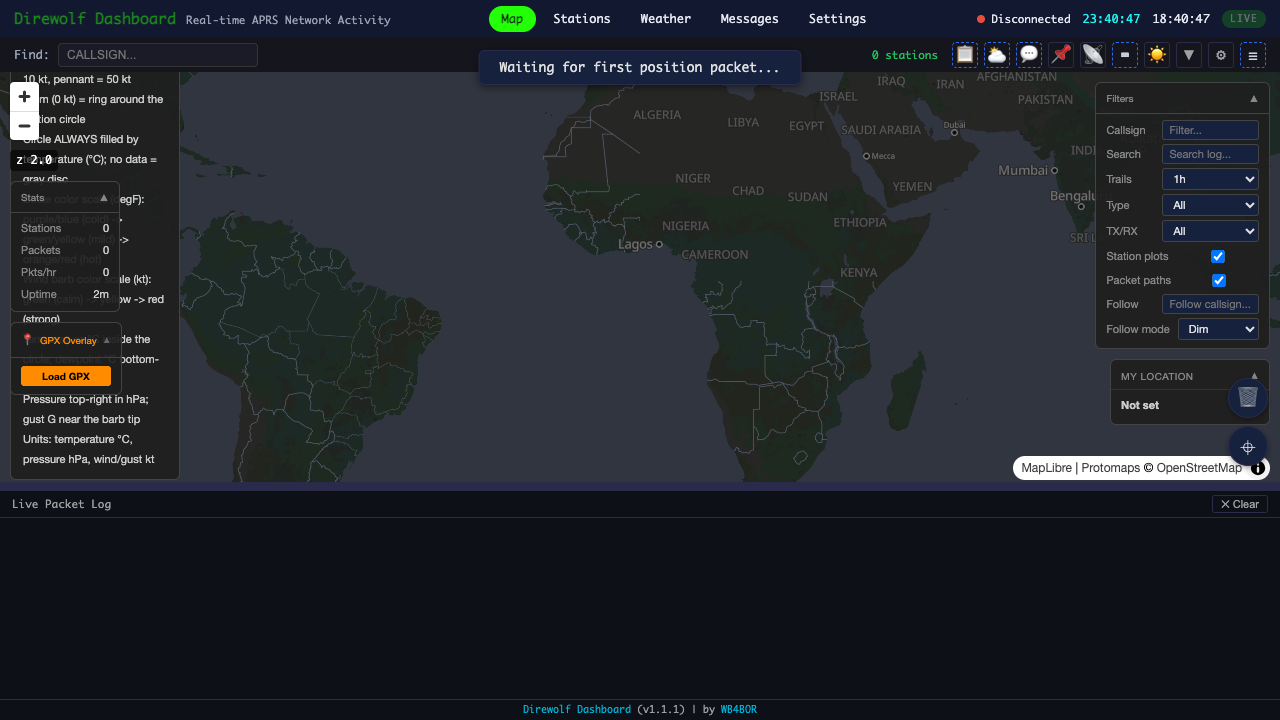 Direwolf Dashboard Real-time APRS Network Activity
Map Stations Weather Messages Settings
Disconnected 23:40:47 18:40:47 LIVE
Find: CALLSIGN...
0 stations
Waiting for first position packet...
10 kt, pennant = 50 kt
(0 kt) = ring around the
circle
Circle ALWAYS filled by
(°C); no data =
gray disc
z 2.0
(degF):
Stats
Stations 0
Packets 0
Pkts/hr 0
Uptime 2m
(kt):
-> red
(strong)
GPX Overlay
Load GPX
Pressure top-right in hPa;
gust G near the barb tip
Units: temperature °C,
pressure hPa, wind/gust kt
ALGERIA
LIBYA
EGYPT
ISRAEL
IRAQ
IRAN
AFGHANISTAN
PAKISTAN
SAUDI ARABIA
Dubai
Mecca
Mumbai
NIGER
CHAD
SUDAN
YEMEN
NIGERIA
ETHIOPIA
Lagos
CAMEROON
KENYA
Filters
Callsign Filter...
Search Search log...
Trails 1h
Type All
TX/RX All
Station plots
Packet paths
Follow Follow callsign...
Follow mode Dim
MY LOCATION
Not set
MapLibre | Protomaps © OpenStreetMap
Live Packet Log
Clear
Direwolf Dashboard (v1.1.1) | by WB4BOR